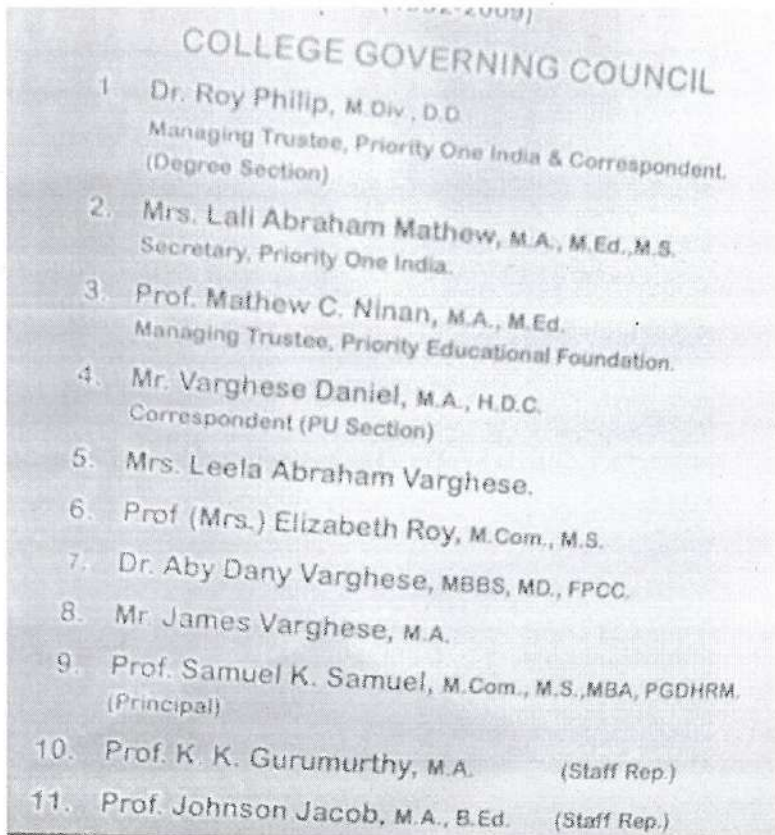 COLLEGE GOVERNING COUNCIL
1 Dr. Roy Philip, M.Div., D.D.
Managing Trustee, Priority One India & Correspondent.
(Degree Section)
2. Mrs. Lali Abraham Mathew, M.A., M.Ed.,M.S.
Secretary, Priority One India.
3. Prof. Mathew C. Ninan, M.A., M.Ed.
Managing Trustee, Priority Educational Foundation.
4. Mr. Varghese Daniel, M.A., H.D.C.
Correspondent (PU Section)
5. Mrs. Leela Abraham Varghese.
6. Prof (Mrs.) Elizabeth Roy, M.Com., M.S.
7. Dr. Aby Dany Varghese, MBBS, MD., FPCC.
8. Mr. James Varghese, M.A.
9. Prof. Samuel K. Samuel, M.Com., M.S.,MBA, PGDHRM.
(Principal)
10. Prof. K. K. Gurumurthy, M.A. (Staff Rep.)
11. Prof. Johnson Jacob, M.A., B.Ed. (Staff Rep.)